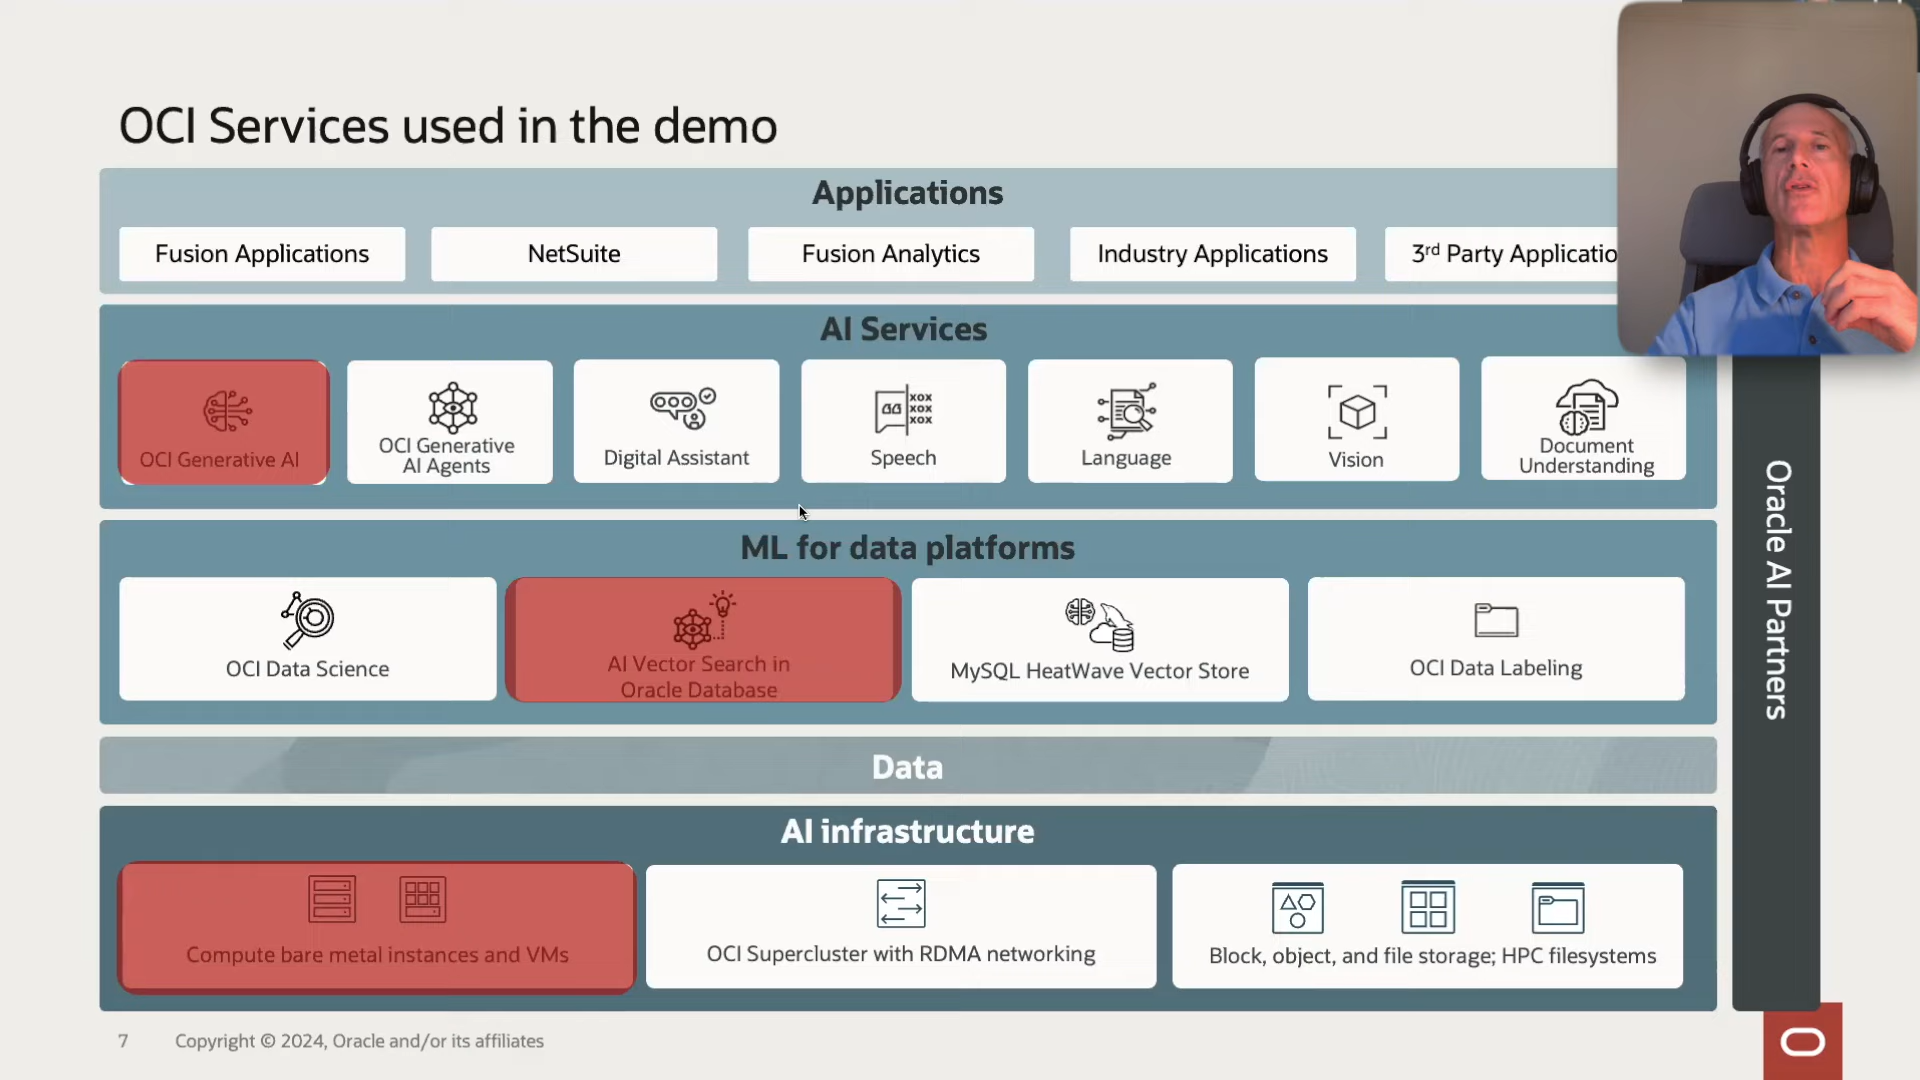 OCI Services used in the demo
Applications
Fusion Applications
NetSuite
Fusion Analytics
Industry Applications
3rd Party Applicatio
AI Services
OCI Generative AI
OCI Generative
AI Agents
Digital Assistant
Speech
Language
Vision
Document
Understanding
ML for data platforms
OCI Data Science
AI Vector Search in
Oracle Database
MySQL HeatWave Vector Store
OCI Data Labeling
Data
AI infrastructure
Compute bare metal instances and VMs
OCI Supercluster with RDMA networking
Block, object, and file storage; HPC filesystems
Oracle AI Partners
7
Copyright © 2024, Oracle and/or its affiliates